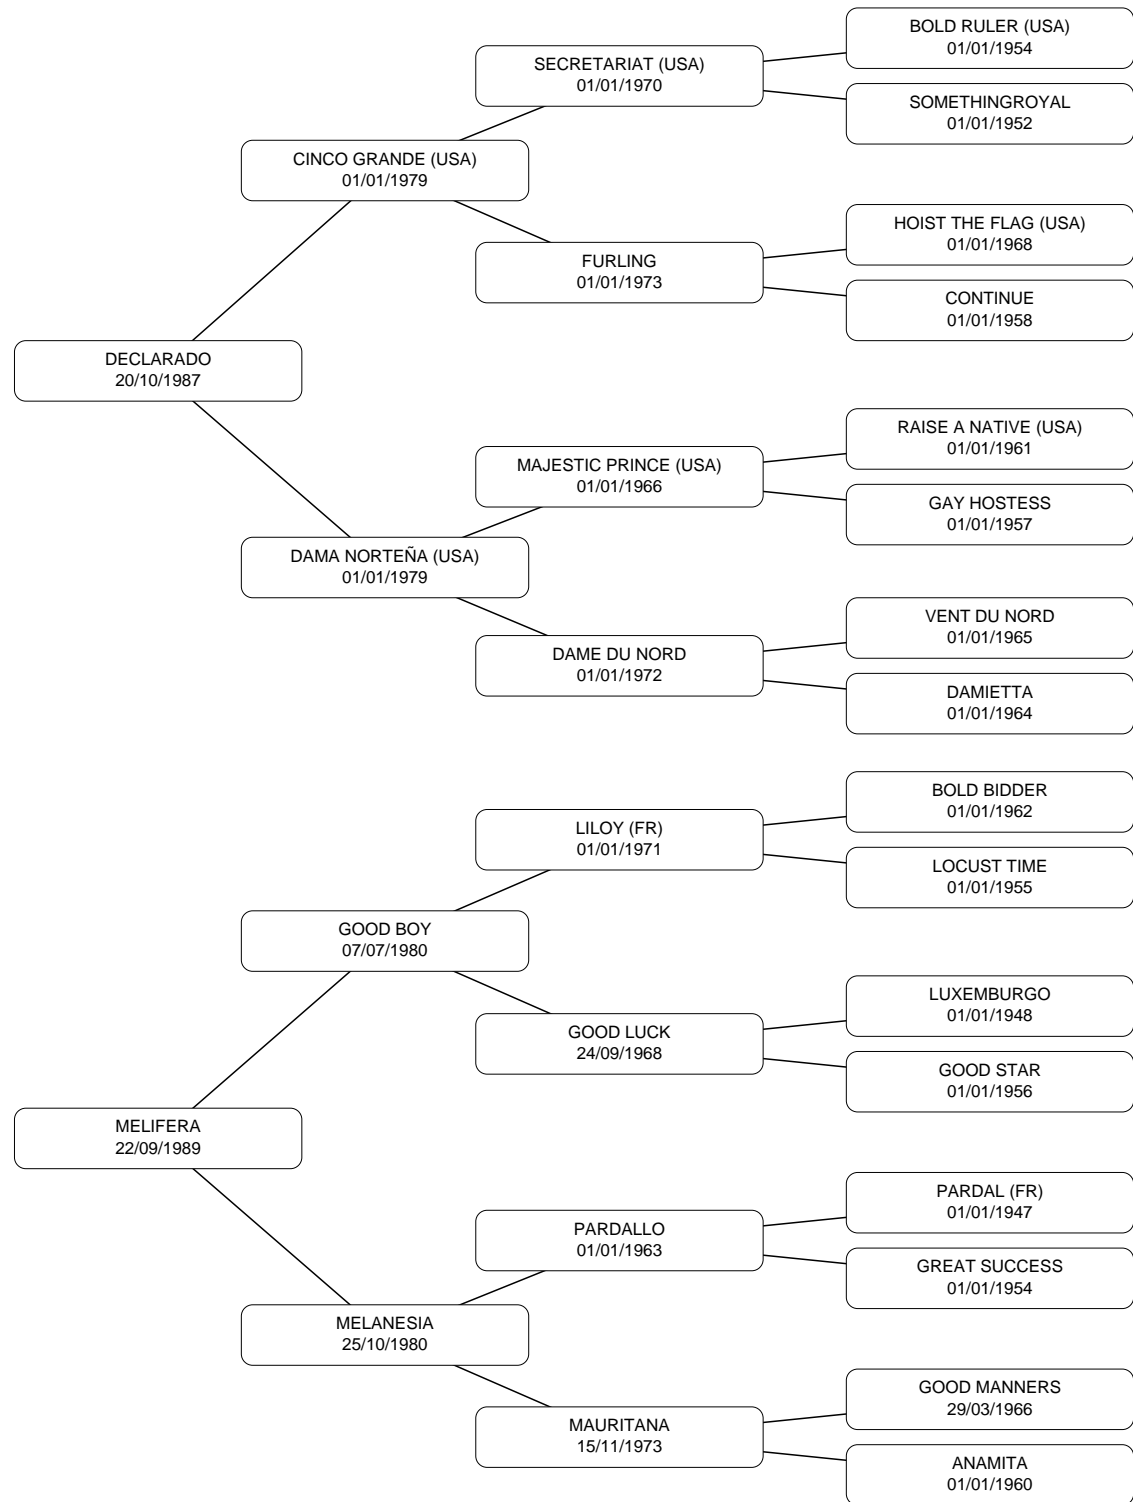 BOLD RULER (USA)
01/01/1954
SECRETARIAT (USA)
01/01/1970
SOMETHINGROYAL
01/01/1952
CINCO GRANDE (USA)
01/01/1979
HOIST THE FLAG (USA)
01/01/1968
FURLING
01/01/1973
CONTINUE
01/01/1958
DECLARADO
20/10/1987
RAISE A NATIVE (USA)
01/01/1961
MAJESTIC PRINCE (USA)
01/01/1966
GAY HOSTESS
01/01/1957
DAMA NORTEÑA (USA)
01/01/1979
VENT DU NORD
01/01/1965
DAME DU NORD
01/01/1972
DAMIETTA
01/01/1964
BOLD BIDDER
01/01/1962
LILOY (FR)
01/01/1971
LOCUST TIME
01/01/1955
GOOD BOY
07/07/1980
LUXEMBURGO
01/01/1948
GOOD LUCK
24/09/1968
GOOD STAR
01/01/1956
MELIFERA
22/09/1989
PARDAL (FR)
01/01/1947
PARDALLO
01/01/1963
GREAT SUCCESS
01/01/1954
MELANESIA
25/10/1980
GOOD MANNERS
29/03/1966
MAURITANA
15/11/1973
ANAMITA
01/01/1960